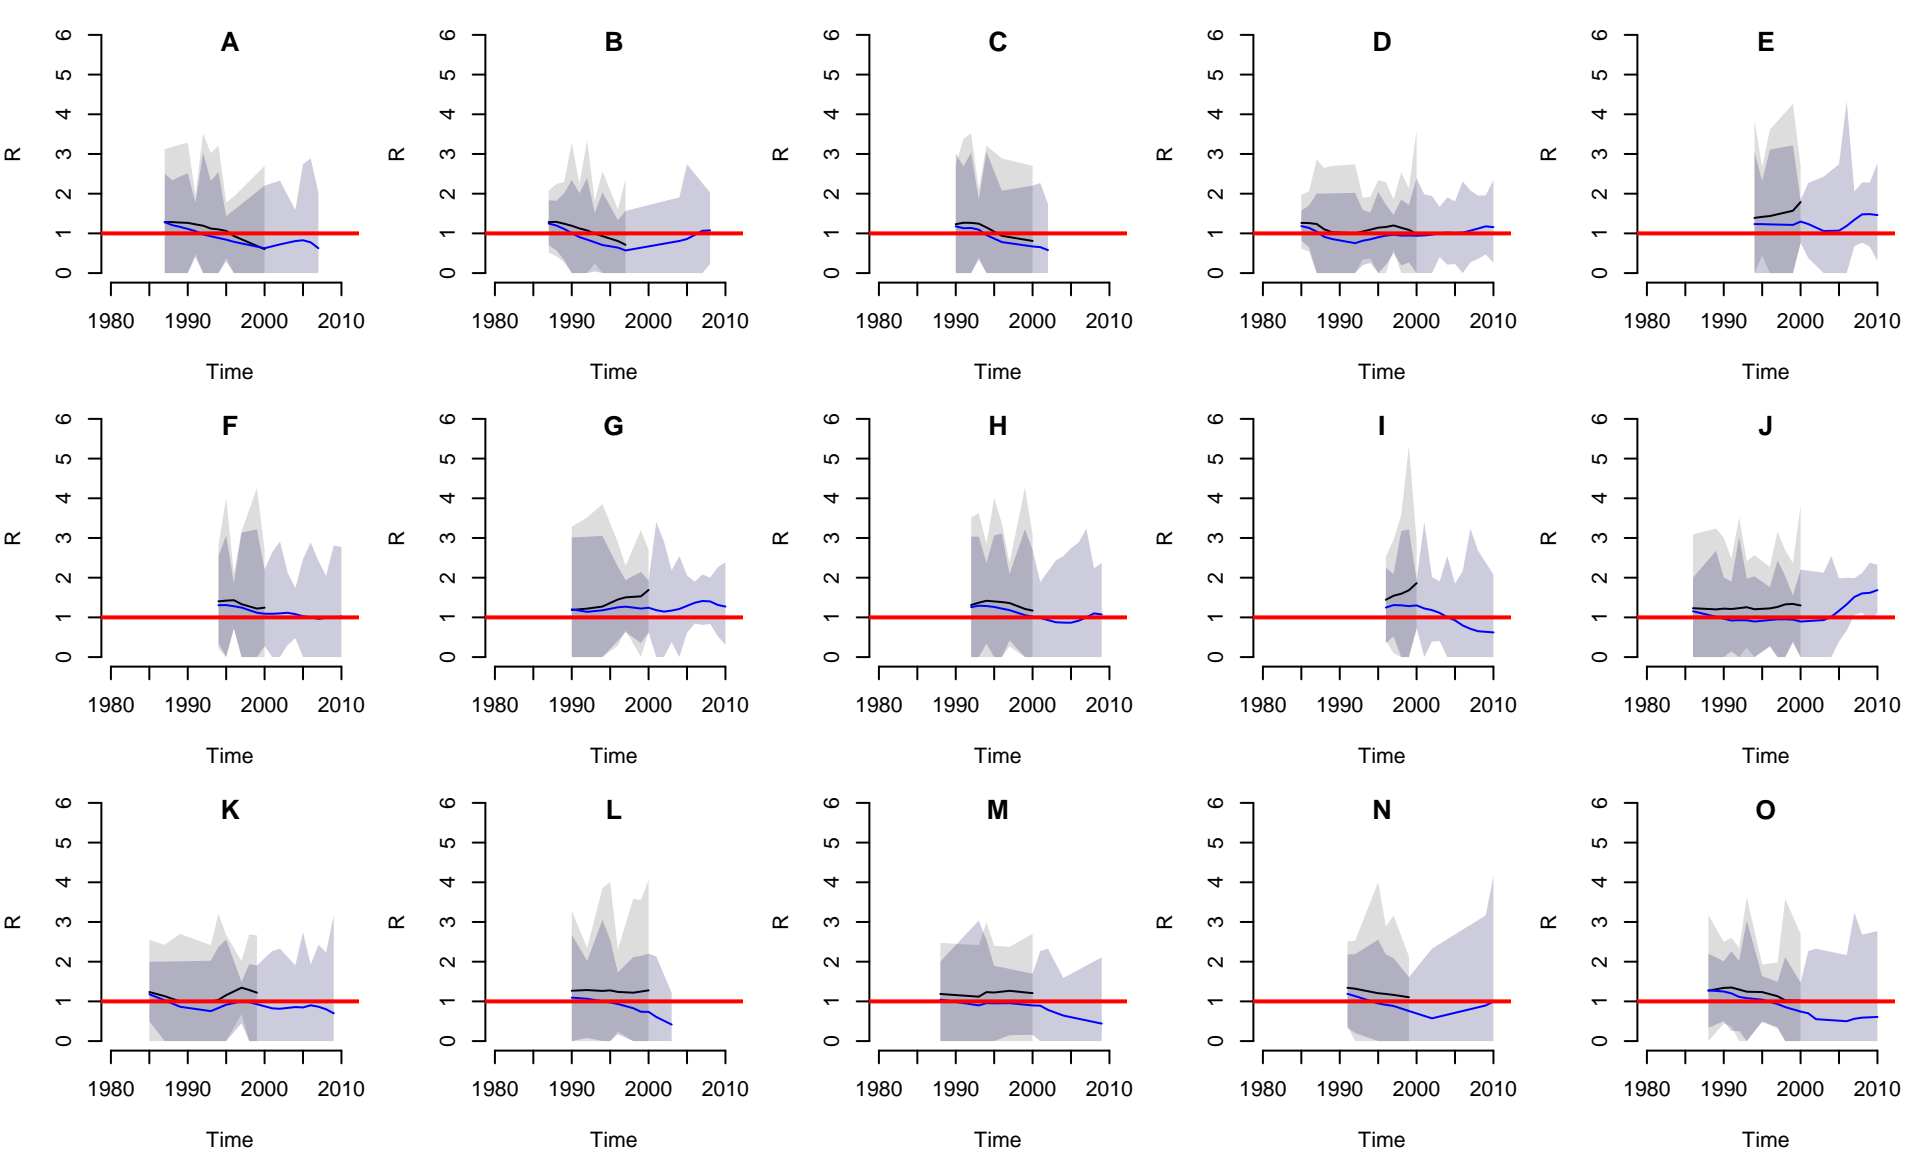 A B C D E
R 0 1 2 3 4 5 6 R 0 1 2 3 4 5 6 R 0 1 2 3 4 5 6 R 0 1 2 3 4 5 6 R 0 1 2 3 4 5 6
1980 1990 2000 2010 1980 1990 2000 2010 1980 1990 2000 2010 1980 1990 2000 2010 1980 1990 2000 2010
Time Time Time Time Time
F G H I J
R 0 1 2 3 4 5 6 R 0 1 2 3 4 5 6 R 0 1 2 3 4 5 6 R 0 1 2 3 4 5 6 R 0 1 2 3 4 5 6
1980 1990 2000 2010 1980 1990 2000 2010 1980 1990 2000 2010 1980 1990 2000 2010 1980 1990 2000 2010
Time Time Time Time Time
K L M N O
R 0 1 2 3 4 5 6 R 0 1 2 3 4 5 6 R 0 1 2 3 4 5 6 R 0 1 2 3 4 5 6 R 0 1 2 3 4 5 6
1980 1990 2000 2010 1980 1990 2000 2010 1980 1990 2000 2010 1980 1990 2000 2010 1980 1990 2000 2010
Time Time Time Time Time